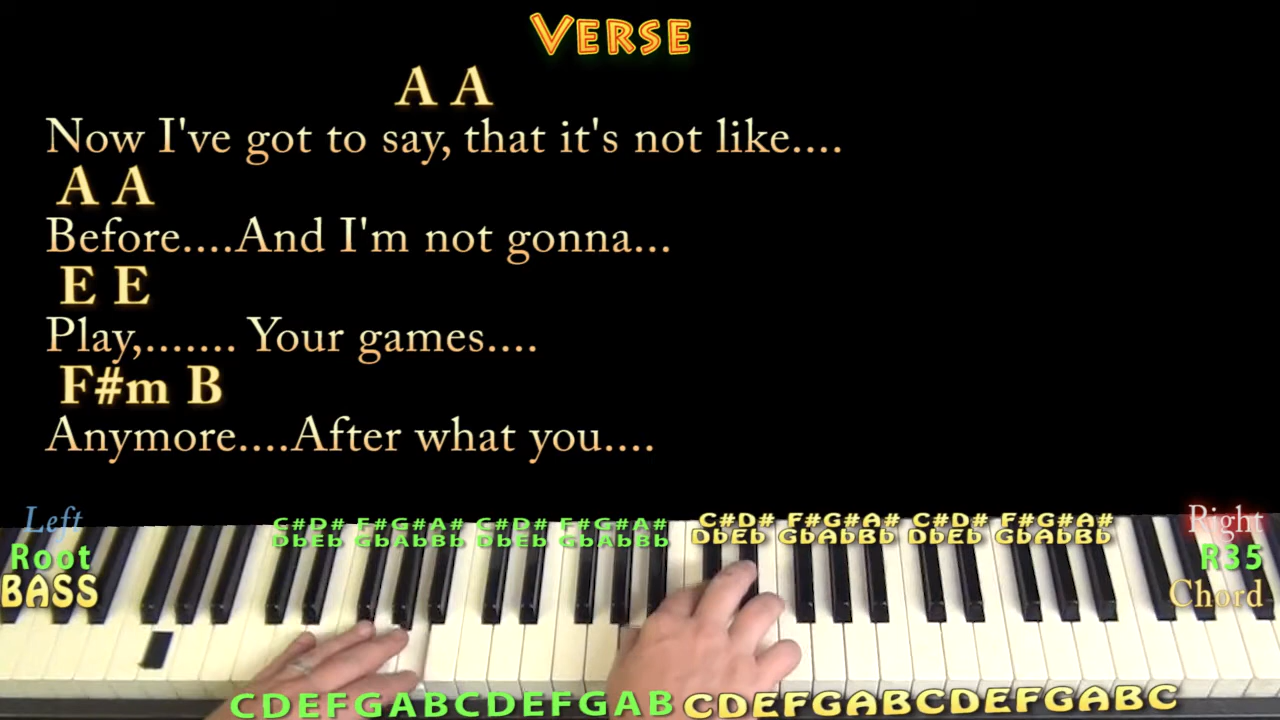 VERSE
A A
Now I've got to say, that it's not like....
A A
Before....And I'm not gonna...
E E
Play,....... Your games....
F#m B
Anymore....After what you....
Left
Root
BASS
C#D# F#G#A# C#D# F#G#A# C#D# F#G#A# C#D# F#G#A#
DbEb GbAbBb DbEb GbAbBb DbEb GbAbBb DbEb GbAbBb
Right
R35
Chord
CDEFGABCDEFGAB CDEFGABCDEFGABC